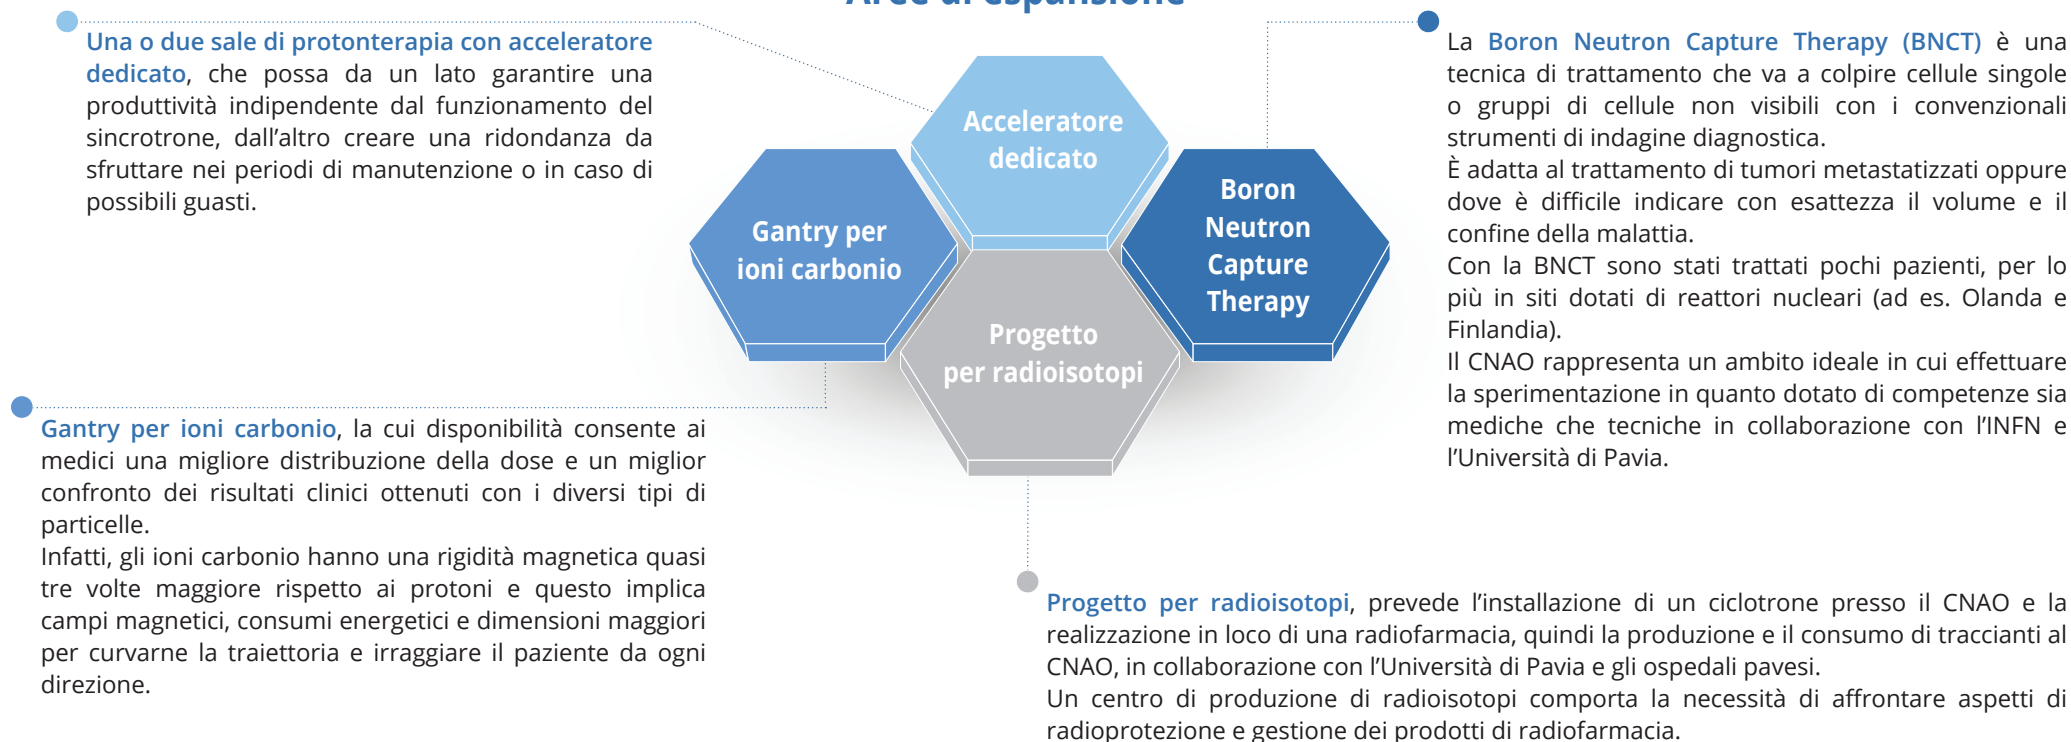 Aree di espansione
Una o due sale di protonterapia con acceleratore
dedicato, che possa da un lato garantire una
produttività indipendente dal funzionamento del
sincrotrone, dall’altro creare una ridondanza da
sfruttare nei periodi di manutenzione o in caso di
possibili guasti.
Acceleratore
dedicato
Gantry per
ioni carbonio
Boron
Neutron
Capture
Therapy
Progetto
per radioisotopi
La Boron Neutron Capture Therapy (BNCT) è una
tecnica di trattamento che va a colpire cellule singole
o gruppi di cellule non visibili con i convenzionali
strumenti di indagine diagnostica.
È adatta al trattamento di tumori metastatizzati oppure
dove è difficile indicare con esattezza il volume e il
confine della malattia.
Con la BNCT sono stati trattati pochi pazienti, per lo
più in siti dotati di reattori nucleari (ad es. Olanda e
Finlandia).
Il CNAO rappresenta un ambito ideale in cui effettuare
la sperimentazione in quanto dotato di competenze sia
mediche che tecniche in collaborazione con l’INFN e
l’Università di Pavia.
Gantry per ioni carbonio, la cui disponibilità consente ai
medici una migliore distribuzione della dose e un miglior
confronto dei risultati clinici ottenuti con i diversi tipi di
particelle.
Infatti, gli ioni carbonio hanno una rigidità magnetica quasi
tre volte maggiore rispetto ai protoni e questo implica
campi magnetici, consumi energetici e dimensioni maggiori
per curvarne la traiettoria e irraggiare il paziente da ogni
direzione.
Progetto per radioisotopi, prevede l’installazione di un ciclotrone presso il CNAO e la
realizzazione in loco di una radiofarmacia, quindi la produzione e il consumo di traccianti al
CNAO, in collaborazione con l’Università di Pavia e gli ospedali pavesi.
Un centro di produzione di radioisotopi comporta la necessità di affrontare aspetti di
radioprotezione e gestione dei prodotti di radiofarmacia.